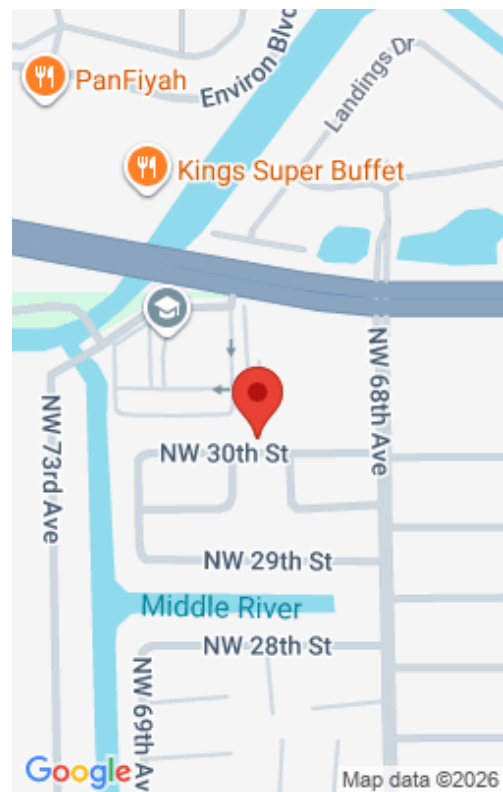 PanFiyah
Environ Blvd
Landings Dr
Kings Super Buffet
NW 68th Ave
NW 73rd Ave
NW 30th St
NW 29th St
Middle River
NW 28th St
NW 69th Av
Google
Map data ©2026